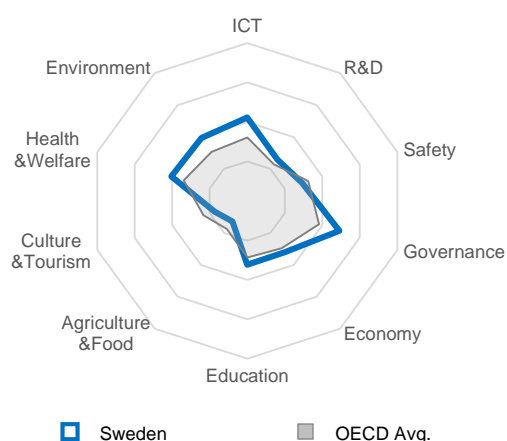 ICT
R&D
Safety
Governance
Economy
Education
Agriculture
&Food
Culture
&Tourism
Health
&Welfare
Environment
Sweden
OECD Avg.